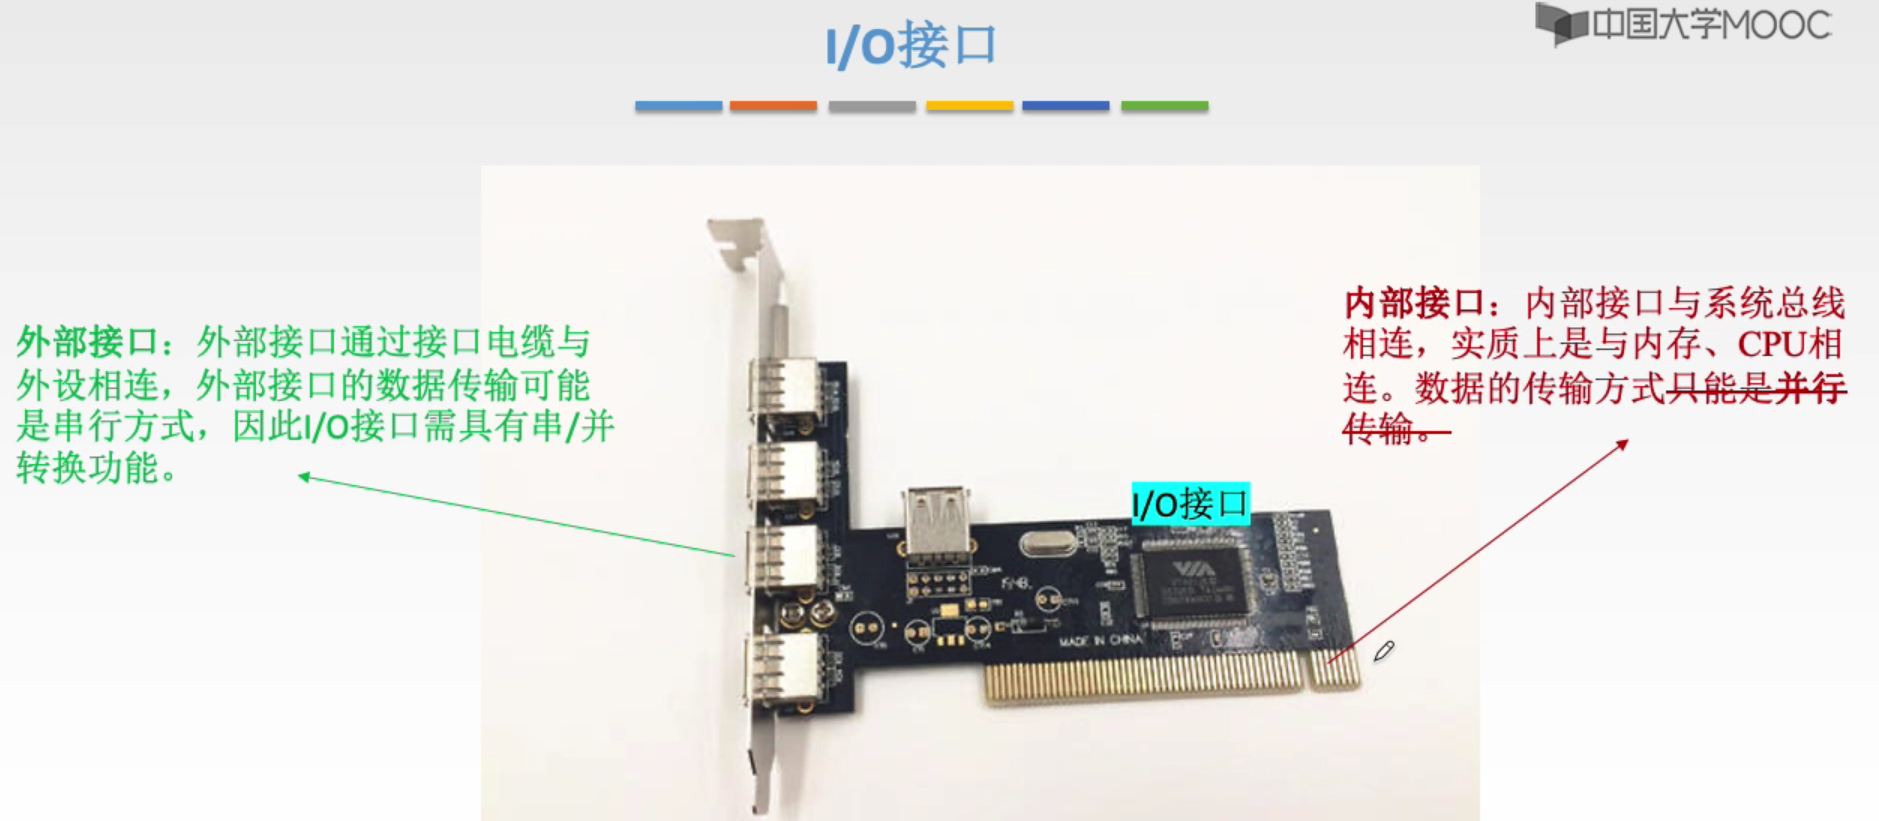 I/O接口
中国大学MOOC
外部接口：外部接口通过接口电缆与
外设相连，外部接口的数据传输可能
是串行方式，因此I/O接口需具有串/并
转换功能。
内部接口：内部接口与系统总线
相连，实质上是与内存、CPU相
连。数据的传输方式只能是并行
传输。
I/O接口
VIA
MADE IN CHINA